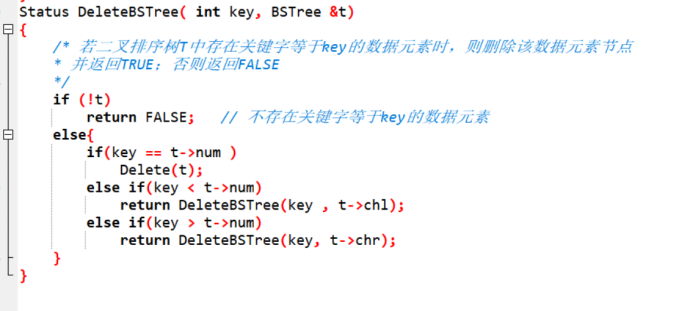 Status DeleteBSTree( int key, BSTree &t)
{
/* 若二叉排序树T中存在关键字等于key的数据元素时，则删除该数据元素节点
* 并返回TRUE；否则返回FALSE
*/
if (!t)
return FALSE; // 不存在关键字等于key的数据元素
else{
if(key == t->num )
Delete(t);
else if(key < t->num)
return DeleteBSTree(key , t->chl);
else if(key > t->num)
return DeleteBSTree(key, t->chr);
}
}